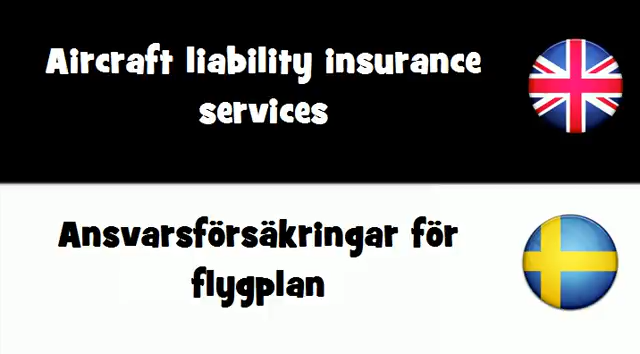 Aircraft liability insurance
services
Ansvarsförsäkringar för
flygplan